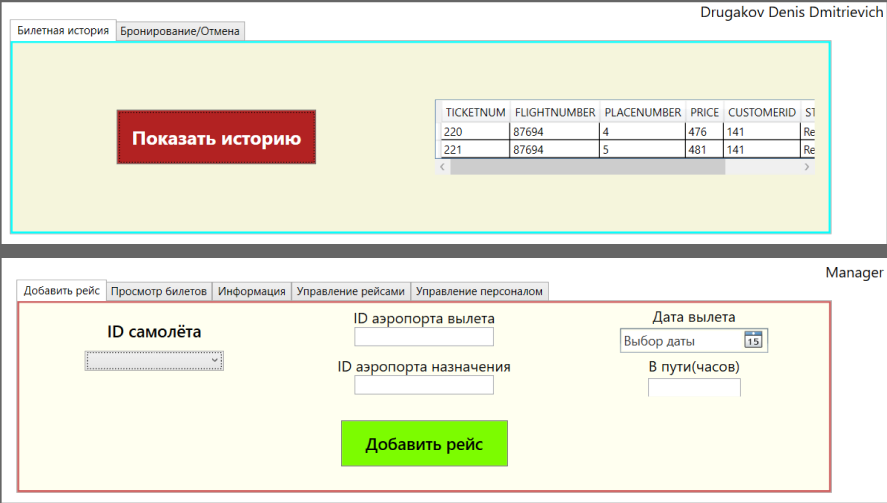 Drugakov Denis Dmitrievich
Билетная история Бронирование/Отмена
Показать историю
TICKETNUM FLIGHTNUMBER PLACENUMBER PRICE CUSTOMERID ST
220 87694 4 476 141 Re
221 87694 5 481 141 Re
Manager
Добавить рейс Просмотр билетов Информация Управление рейсами Управление персоналом
ID самолёта
ID аэропорта вылета
Дата вылета
Выбор даты 15
ID аэропорта назначения
В пути(часов)
Добавить рейс